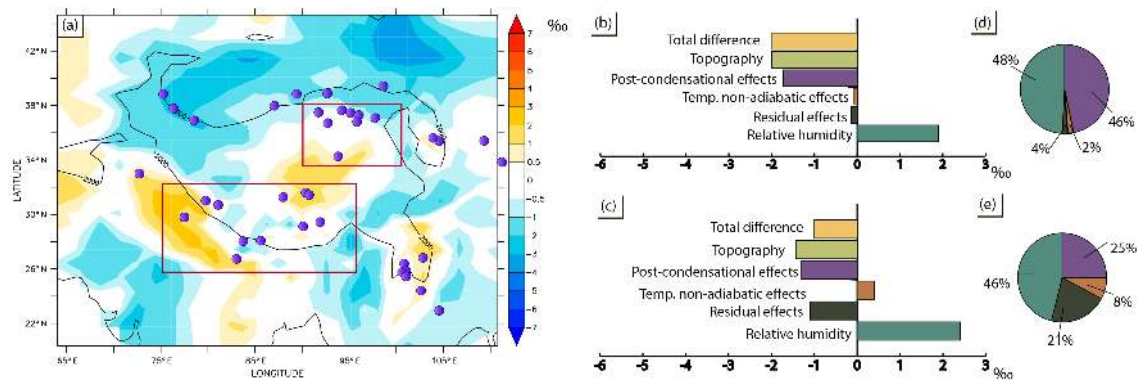 (a)
‰
42°N
38°N
34°N
30°N
26°N
22°N
LATITUDE
65°E 75°E 85°E 95°E 105°E
LONGITUDE
7
6
5
4
3
2
1
0.5
−0.5
−1
−2
−3
−4
−5
−6
−7
(b)
Total difference
Topography
Post-condensational effects
Temp. non-adiabatic effects
Residual effects
Relative humidity
-6 -5 -4 -3 -2 -1 0 1 2 3
‰
(d)
48%
46%
4%
2%
(c)
Total difference
Topography
Post-condensational effects
Temp. non-adiabatic effects
Residual effects
Relative humidity
-6 -5 -4 -3 -2 -1 0 1 2 3
‰
(e)
25%
46%
8%
21%